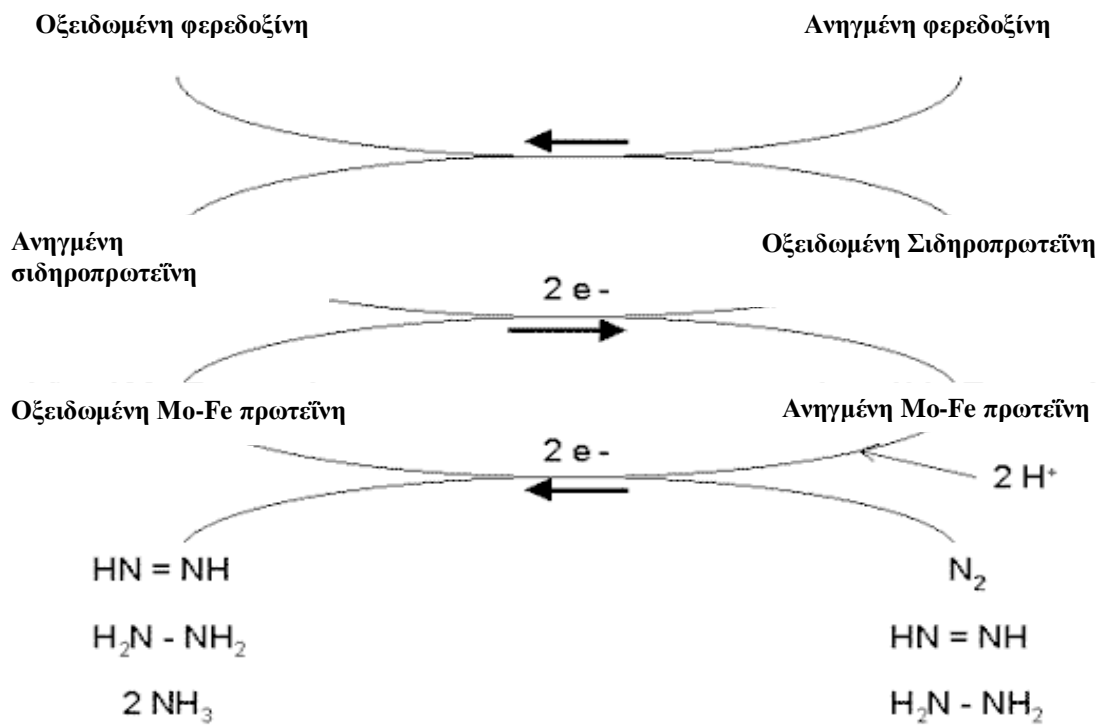 Οξειδωμένη φερεδοξίνη
Ανηγμένη φερεδοξίνη
Ανηγμένη
σιδηροπρωτεΐνη
Οξειδωμένη Σιδηροπρωτεΐνη
2 e -
Οξειδωμένη Mo-Fe πρωτεΐνη
Ανηγμένη Mo-Fe πρωτεΐνη
2 e -
2 H⁺
HN = NH
N₂
H₂N - NH₂
HN = NH
2 NH₃
H₂N - NH₂